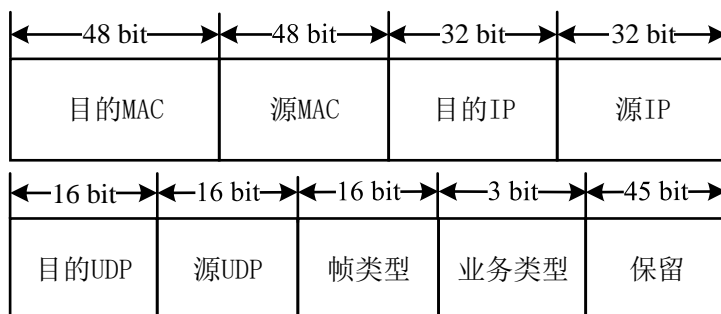 48 bit 48 bit 32 bit 32 bit
目的MAC 源MAC 目的IP 源IP
16 bit 16 bit 16 bit 3 bit 45 bit
目的UDP 源UDP 帧类型 业务类型 保留